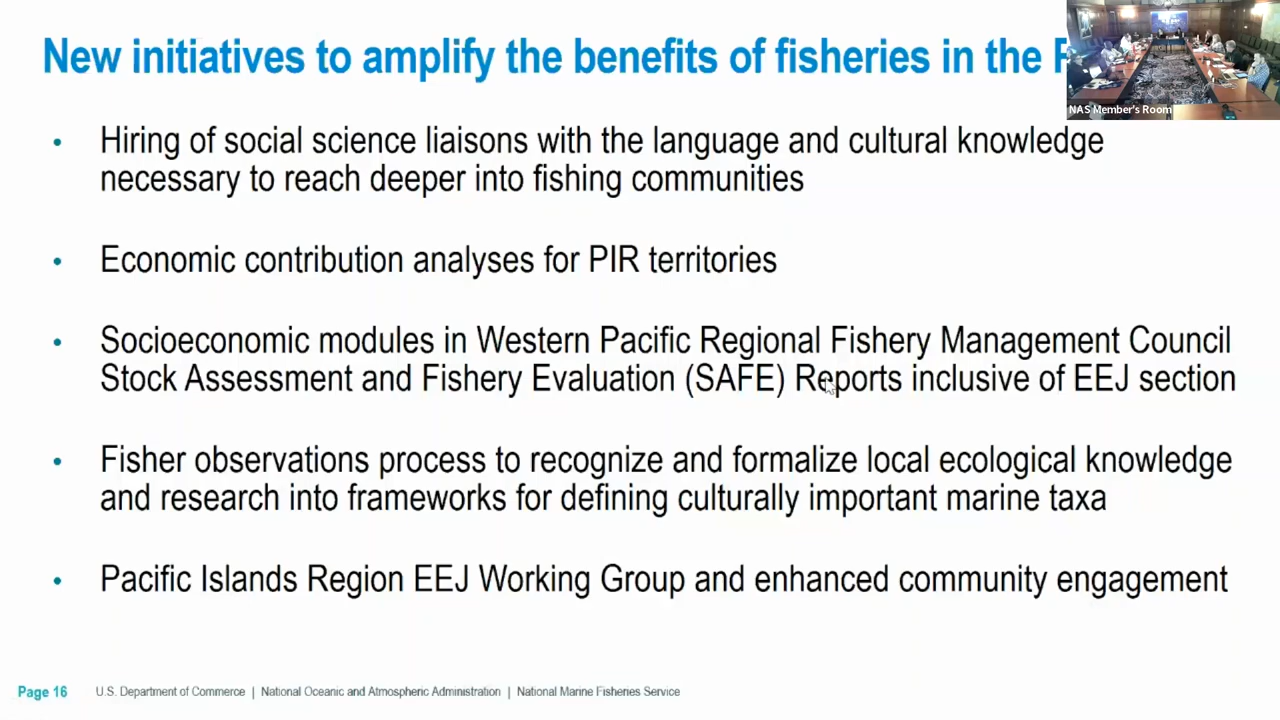 New initiatives to amplify the benefits of fisheries in the
NAS Member's Room
• Hiring of social science liaisons with the language and cultural knowledge
necessary to reach deeper into fishing communities
• Economic contribution analyses for PIR territories
• Socioeconomic modules in Western Pacific Regional Fishery Management Council
Stock Assessment and Fishery Evaluation (SAFE) Reports inclusive of EEJ section
• Fisher observations process to recognize and formalize local ecological knowledge
and research into frameworks for defining culturally important marine taxa
• Pacific Islands Region EEJ Working Group and enhanced community engagement
Page 16 U.S. Department of Commerce | National Oceanic and Atmospheric Administration | National Marine Fisheries Service